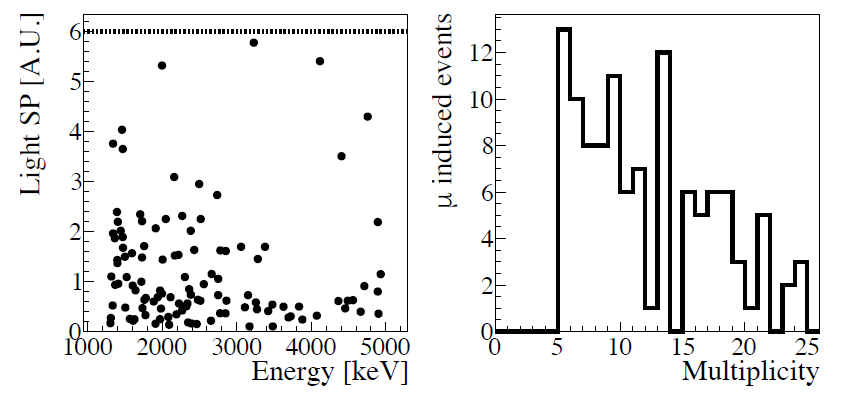 Light SP [A.U.]
6
5
4
3
2
1
0
1000 2000 3000 4000 5000
Energy [keV]
μ induced events
12
10
8
6
4
2
0
0 5 10 15 20 25
Multiplicity